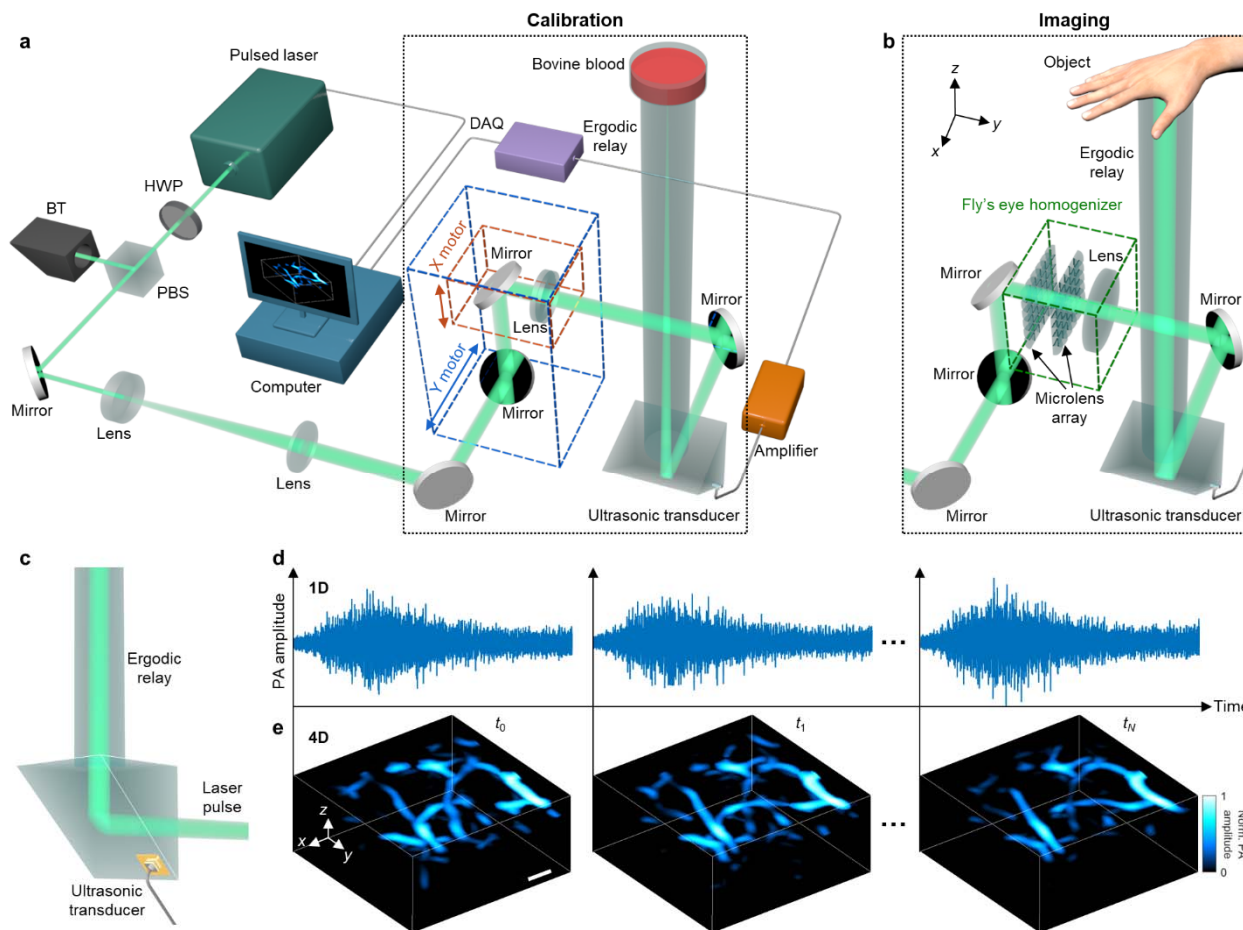 Calibration
Imaging
a
Pulsed laser
Bovine blood
DAQ
Ergodic
relay
HWP
BT
PBS
X motor
Mirror
Lens
Mirror
Y motor
Mirror
Computer
Mirror
Lens
Lens
Mirror
Amplifier
Ultrasonic transducer
b
Object
z
y
x
Ergodic
relay
Fly's eye homogenizer
Lens
Mirror
Mirror
Mirror
Microlens
array
Mirror
Ultrasonic transducer
c
Ergodic
relay
Laser
pulse
Ultrasonic
transducer
d
1D
PA amplitude
...
Time
e
4D
t0
t1
tN
z
x
y
...
1
0
Norm. PA
amplitude